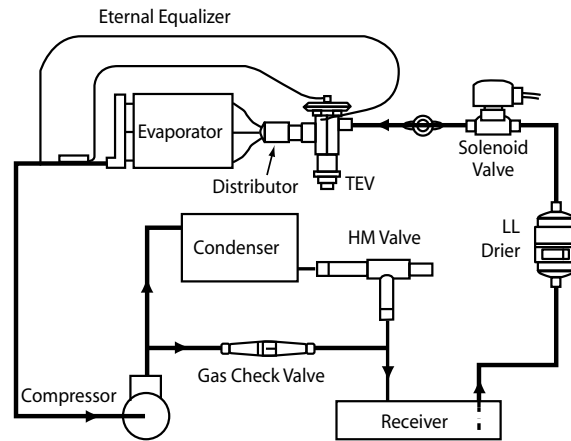 Eternal Equalizer
Evaporator
Solenoid
Valve
Distributor
TEV
LL
Drier
Condenser
HM Valve
Gas Check Valve
Compressor
Receiver